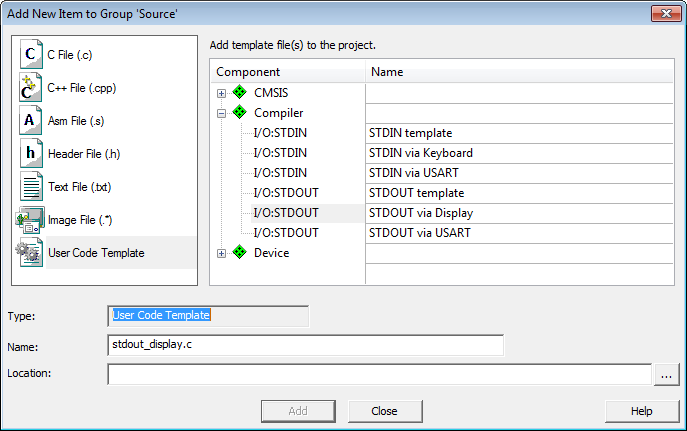 Add New Item to Group 'Source'
C File (.c)
C++ File (.cpp)
Asm File (.s)
Header File (.h)
Text File (.txt)
Image File (.*)
User Code Template
Add template file(s) to the project.
Component Name
CMSIS
Compiler
I/O:STDIN STDIN template
I/O:STDIN STDIN via Keyboard
I/O:STDIN STDIN via USART
I/O:STDOUT STDOUT template
I/O:STDOUT STDOUT via Display
I/O:STDOUT STDOUT via USART
Device
Type: User Code Template
Name: stdout_display.c
Location: ...
Add Close Help